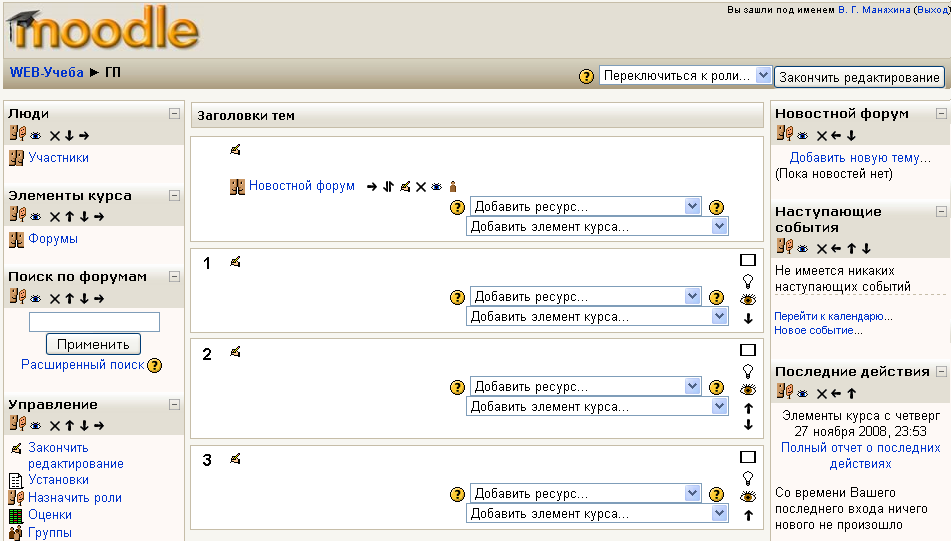 moodle
Вы зашли под именем В. Г. Маняхина (Выход)
WEB-Учеба ► ГП
Переключиться к роли...
Закончить редактирование
Люди
Участники
Элементы курса
Форумы
Поиск по форумам
Применить
Расширенный поиск
Управление
Закончить
редактирование
Установки
Назначить роли
Оценки
Группы
Заголовки тем
Новостной форум
Добавить ресурс...
Добавить элемент курса...
1
Добавить ресурс...
Добавить элемент курса...
2
Добавить ресурс...
Добавить элемент курса...
3
Добавить ресурс...
Добавить элемент курса...
Новостной форум
Добавить новую тему...
(Пока новостей нет)
Наступающие
события
Не имеется никаких
наступающих событий
Перейти к календарю...
Новое событие...
Последние действия
Элементы курса с четверг
27 ноября 2008, 23:53
Полный отчет о последних
действиях
Со времени Вашего
последнего входа ничего
нового не произошло